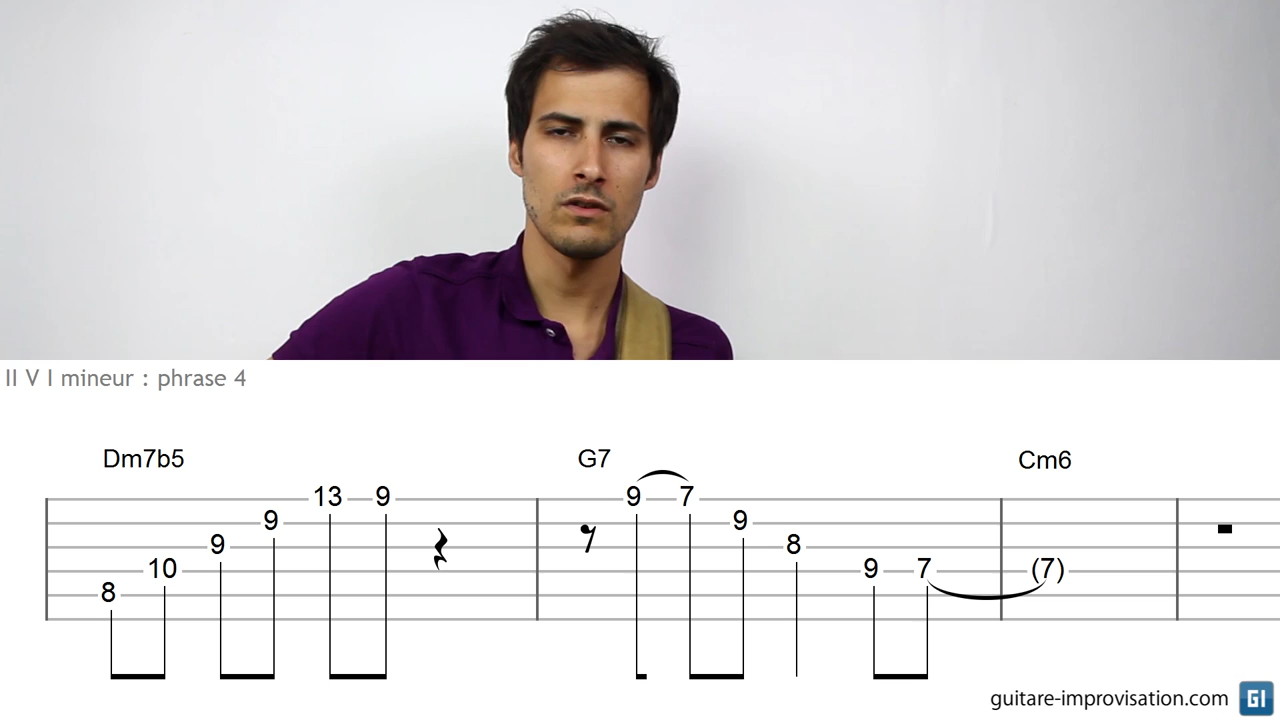 II V I mineur : phrase 4
Dm7b5 G7 Cm6
13 9 9 7
9 9
9 8
10 9 7 (7)
8
guitare-improvisation.com GI